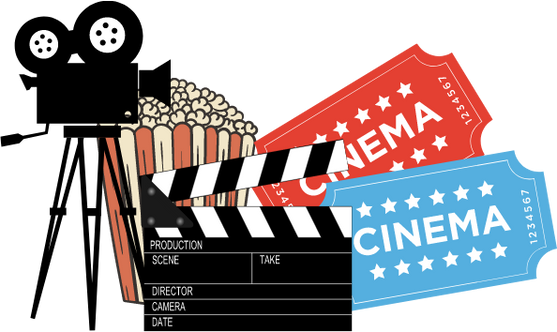 1234567
CINEMA
1234567
CINEMA
PRODUCTION
SCENE TAKE
DIRECTOR
CAMERA
DATE